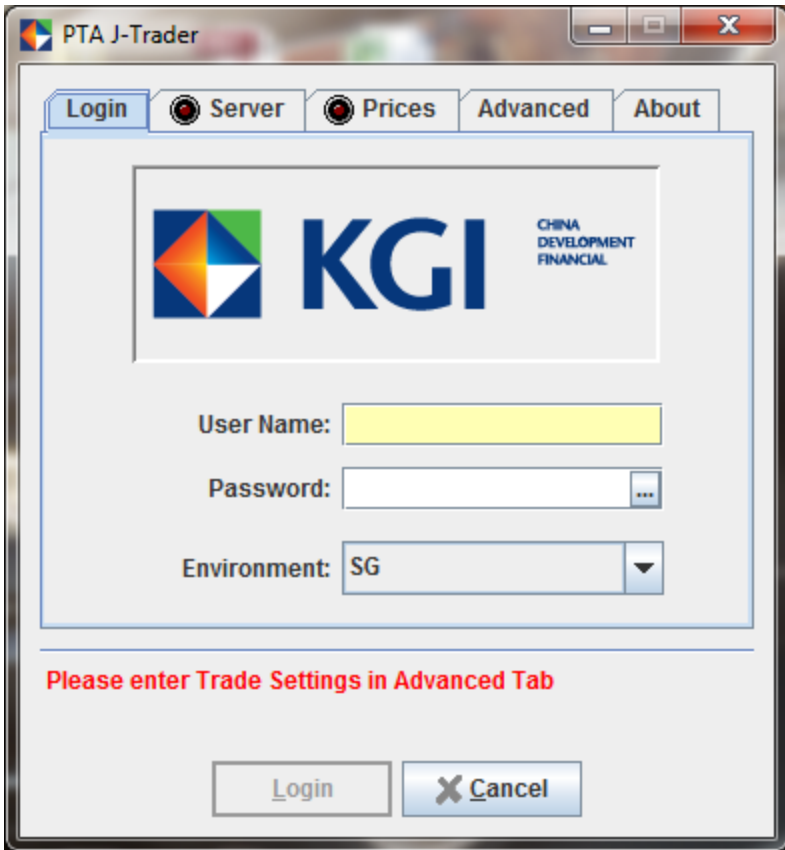 PTA J-Trader
Login Server Prices Advanced About
KGI
CHINA
DEVELOPMENT
FINANCIAL
User Name:
Password:
...
Environment: SG
Please enter Trade Settings in Advanced Tab
Login Cancel